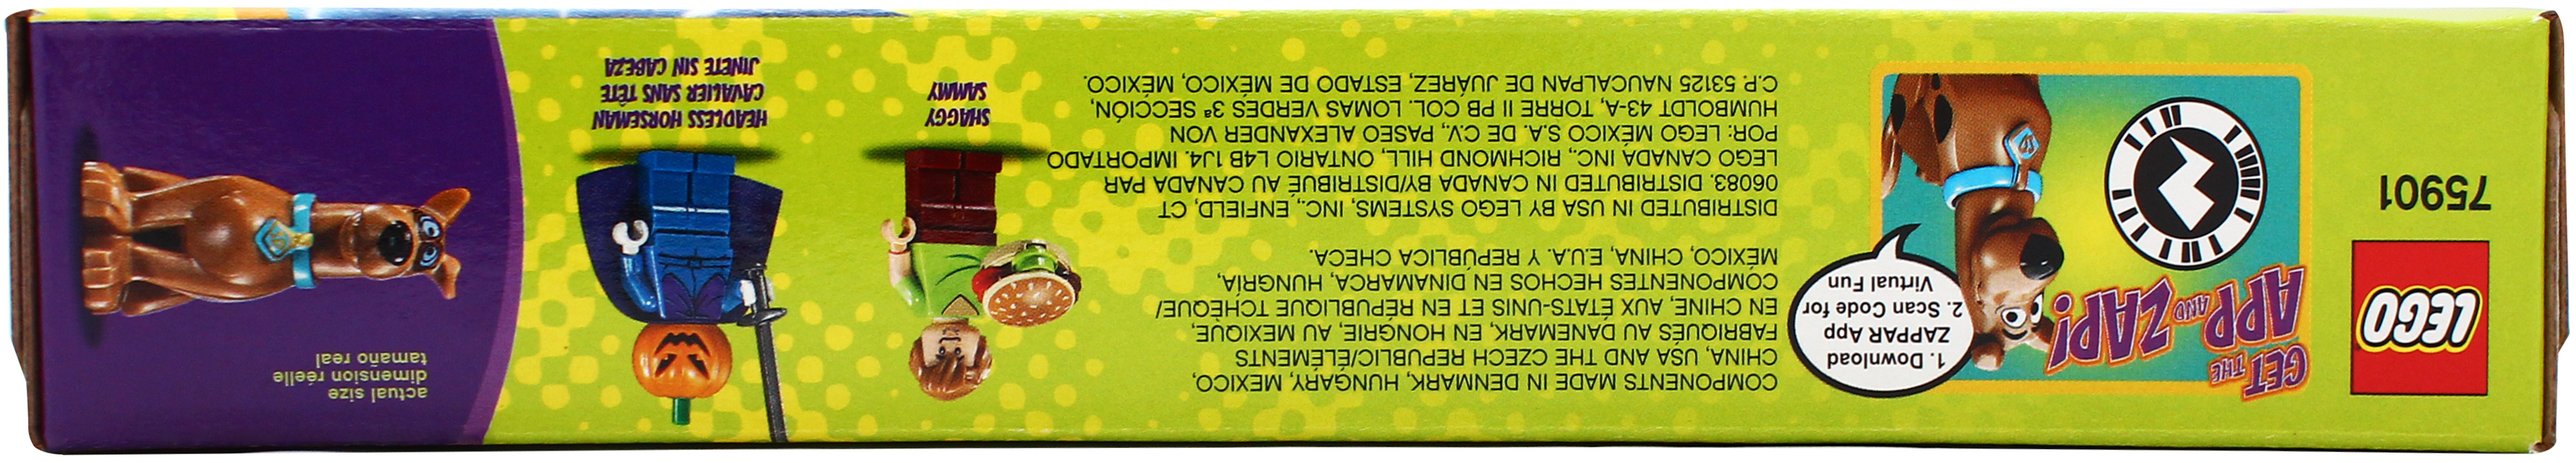 LEGO
75901
GET THE
APP AND ZAP!
1. Download
ZAPPAR App
2. Scan Code for
Virtual Fun
COMPONENTS MADE IN DENMARK, HUNGARY, MEXICO,
CHINA, USA AND THE CZECH REPUBLIC/ÉLÉMENTS
FABRIQUÉS AU DANEMARK, EN HONGRIE, AU MEXIQUE,
EN CHINE, AUX ÉTATS-UNIS ET EN RÉPUBLIQUE TCHÈQUE/
COMPONENTES HECHOS EN DINAMARCA, HUNGRÍA,
MÉXICO, CHINA, E.U.A. Y REPÚBLICA CHECA.
DISTRIBUTED IN USA BY LEGO SYSTEMS, INC., ENFIELD, CT
06083. DISTRIBUTED IN CANADA BY/DISTRIBUÉ AU CANADA PAR
LEGO CANADA INC., RICHMOND HILL, ONTARIO L4B 1J4. IMPORTADO
POR: LEGO MÉXICO S.A. DE C.V., PASEO ALEXANDER VON
HUMBOLDT 43-A, TORRE II PB COL. LOMAS VERDES 3ª SECCIÓN,
C.P. 53125 NAUCALPAN DE JUÁREZ, ESTADO DE MÉXICO, MÉXICO.
SHAGGY
SAMMY
HEADLESS HORSEMAN
CAVALIER SANS TÊTE
JINETE SIN CABEZA
actual size
dimension réelle
tamaño real